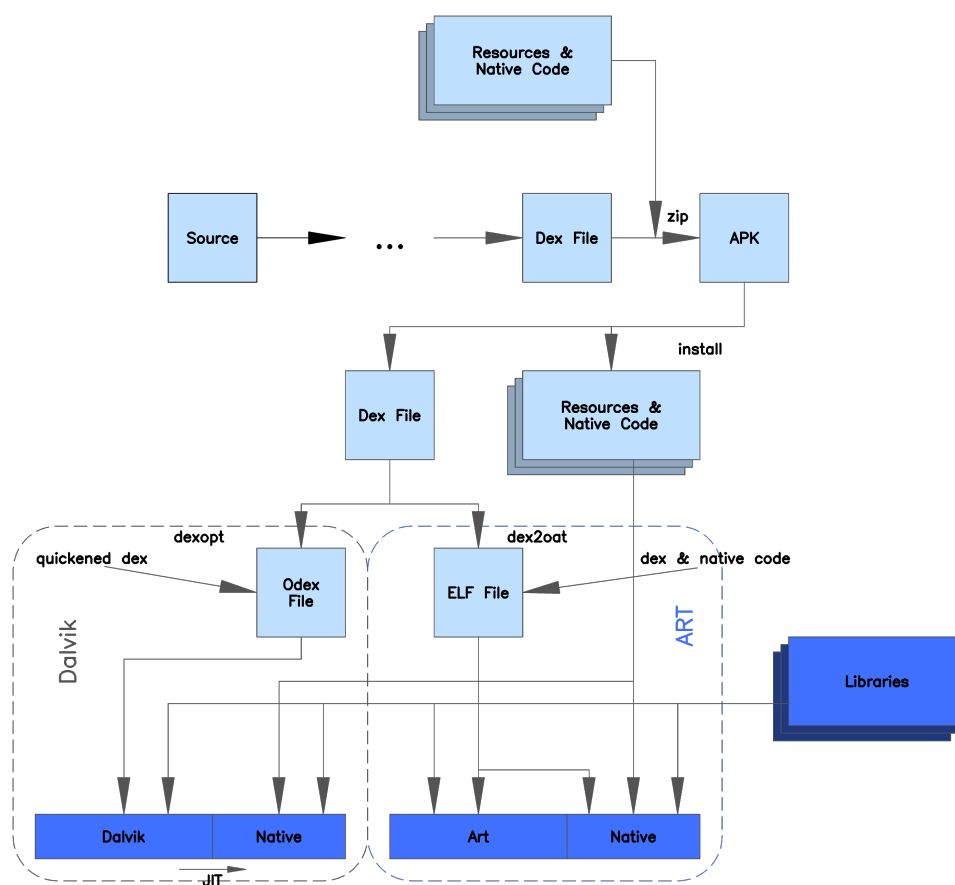 Resources &
Native Code
zip
Source
...
Dex File
APK
install
Dex File
Resources &
Native Code
dexopt
dex2oat
quickened dex
dex & native code
Odex
File
ELF File
Dalvik
ART
Libraries
Dalvik
Native
Art
Native
JIT